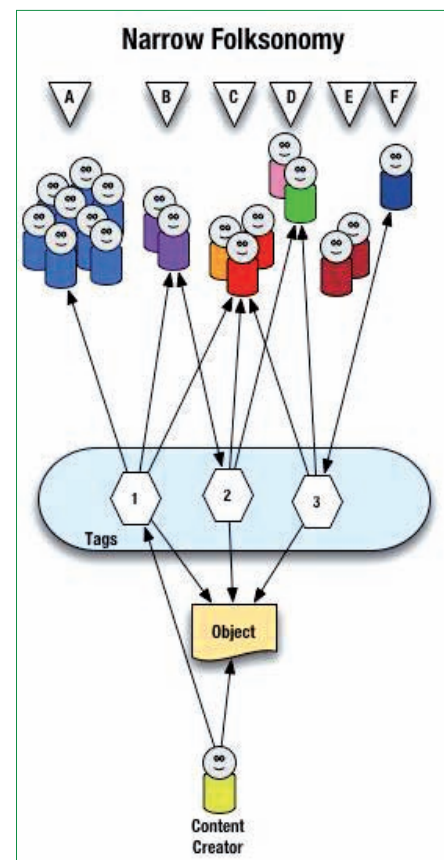 Narrow Folksonomy
A B C D E F
1 2 3
Tags
Object
Content
Creator